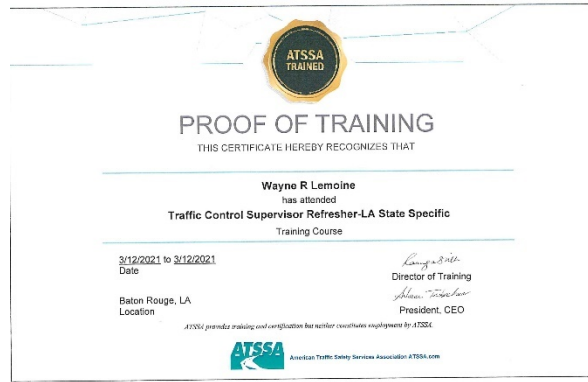 ATSSA
TRAINED
PROOF OF TRAINING
THIS CERTIFICATE HEREBY RECOGNIZES THAT
Wayne R Lemoine
has attended
Traffic Control Supervisor Refresher-LA State Specific
Training Course
3/12/2021 to 3/12/2021
Date
Director of Training
Baton Rouge, LA
Location
President, CEO
ATSSA provides training and certification but neither constitutes employment by ATSSA.
ATSSA
American Traffic Safety Services Association ATSSA.com